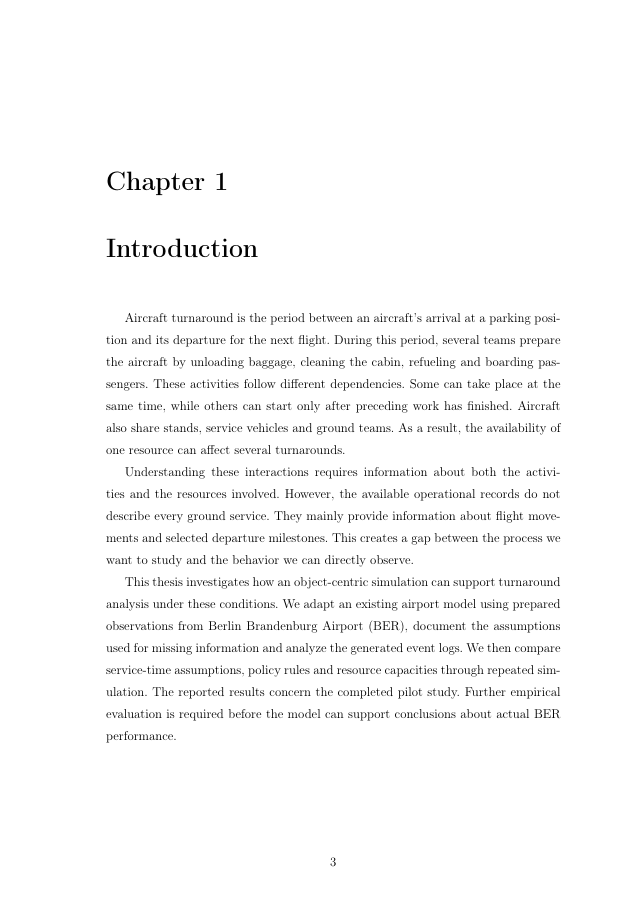 Chapter 1
Introduction
Aircraft turnaround is the period between an aircraft's arrival at a parking posi-
tion and its departure for the next flight. During this period, several teams prepare
the aircraft by unloading baggage, cleaning the cabin, refueling and boarding pas-
sengers. These activities follow different dependencies. Some can take place at the
same time, while others can start only after preceding work has finished. Aircraft
also share stands, service vehicles and ground teams. As a result, the availability of
one resource can affect several turnarounds.
Understanding these interactions requires information about both the activi-
ties and the resources involved. However, the available operational records do not
describe every ground service. They mainly provide information about flight move-
ments and selected departure milestones. This creates a gap between the process we
want to study and the behavior we can directly observe.
This thesis investigates how an object-centric simulation can support turnaround
analysis under these conditions. We adapt an existing airport model using prepared
observations from Berlin Brandenburg Airport (BER), document the assumptions
used for missing information and analyze the generated event logs. We then compare
service-time assumptions, policy rules and resource capacities through repeated sim-
ulation. The reported results concern the completed pilot study. Further empirical
evaluation is required before the model can support conclusions about actual BER
performance.
3